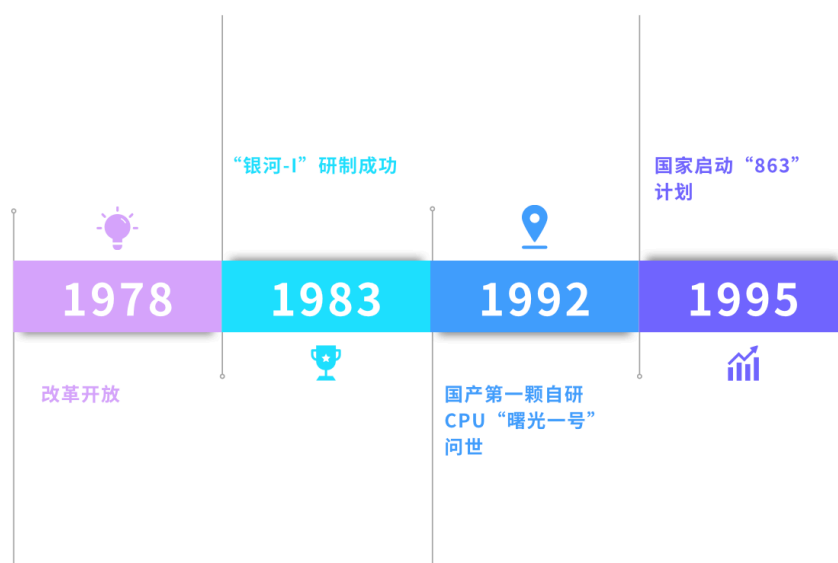 “银河-I”研制成功
国家启动“863”
计划
1978
1983
1992
1995
改革开放
国产第一颗自研
CPU“曙光一号”
问世